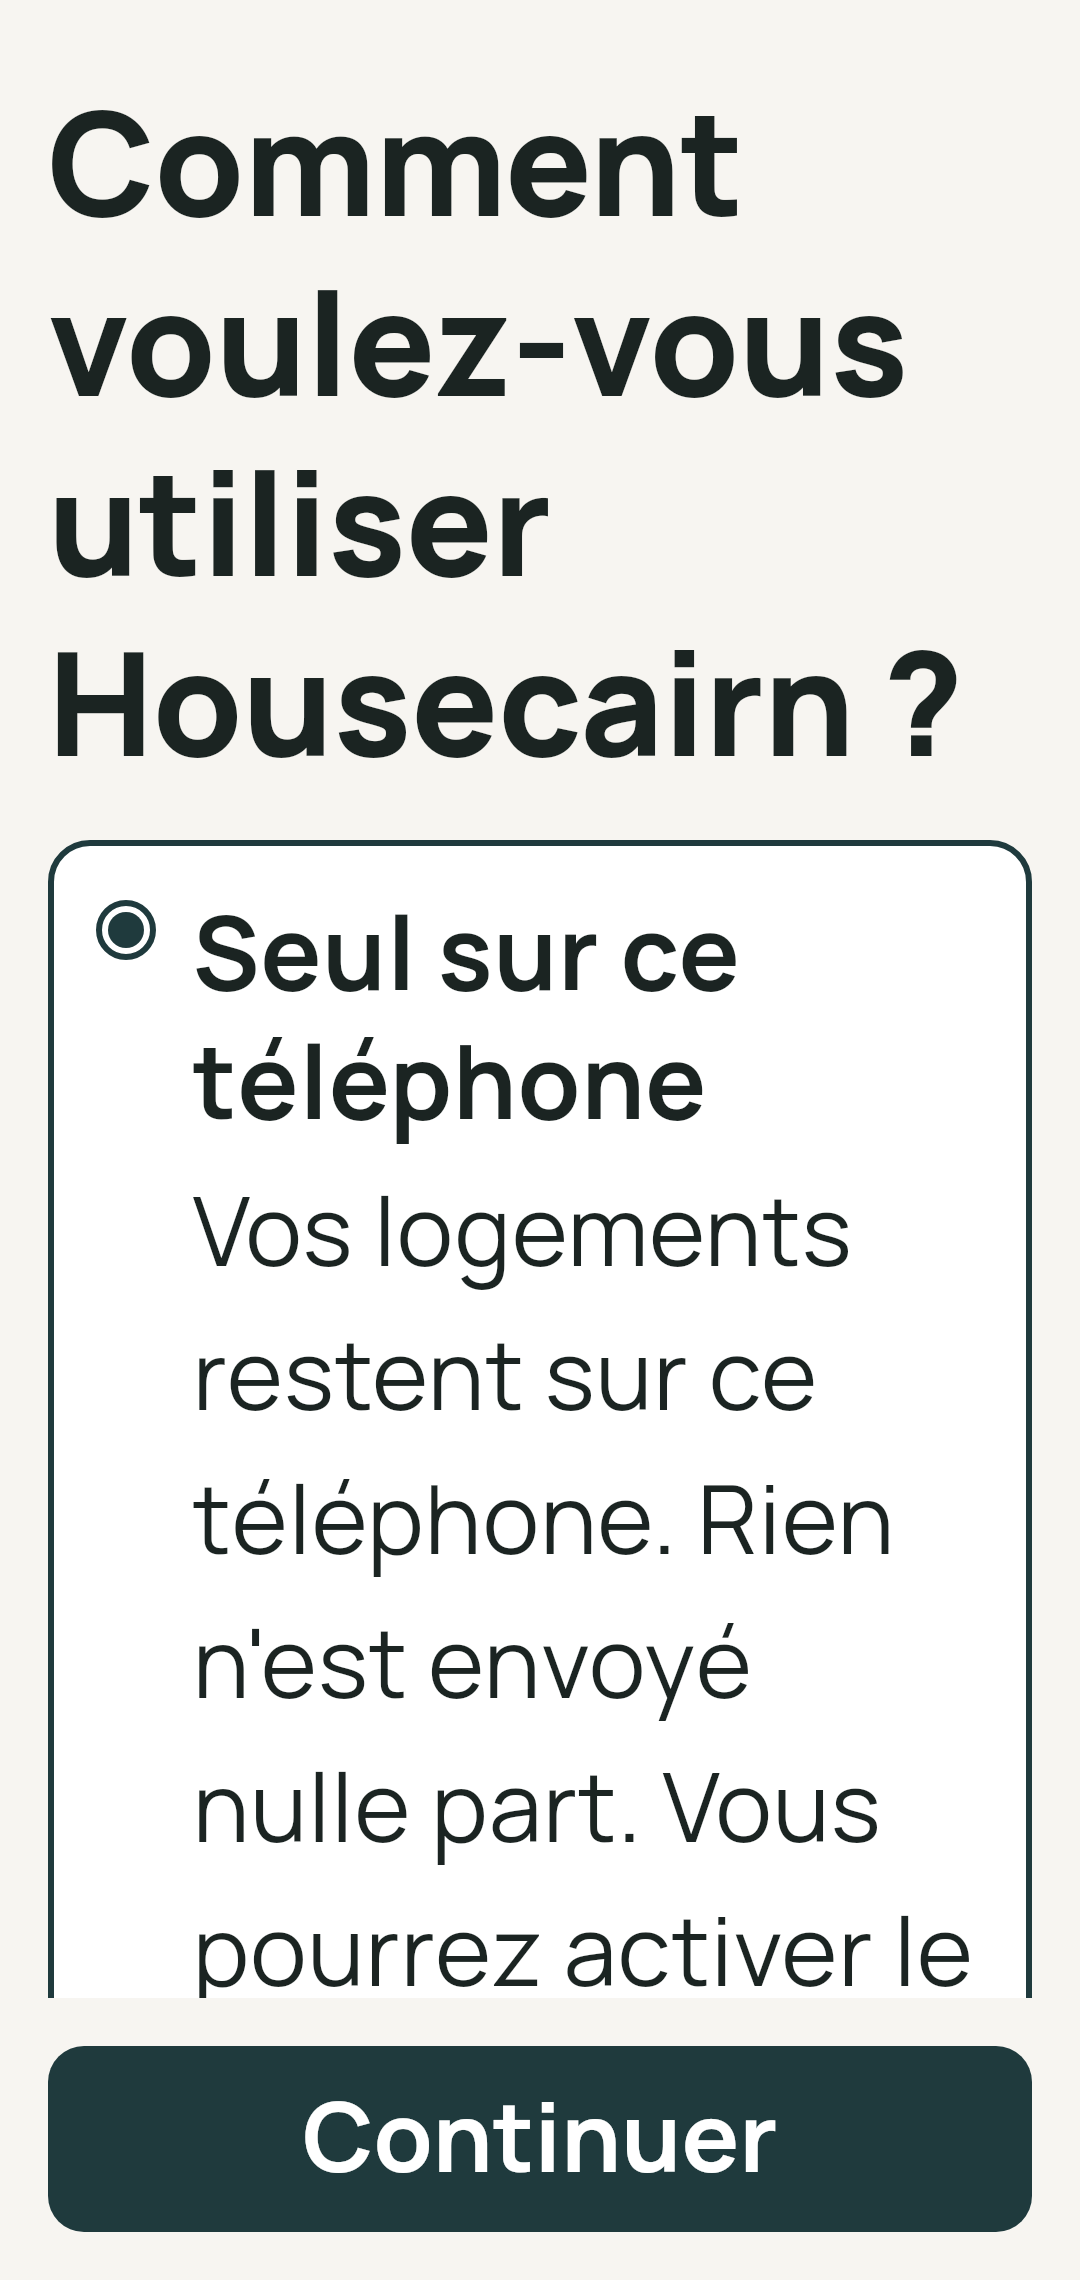 Comment
voulez-vous
utiliser
Housecairn ?
Seul sur ce
téléphone
Vos logements
restent sur ce
téléphone. Rien
n'est envoyé
nulle part. Vous
pourrez activer le
Continuer